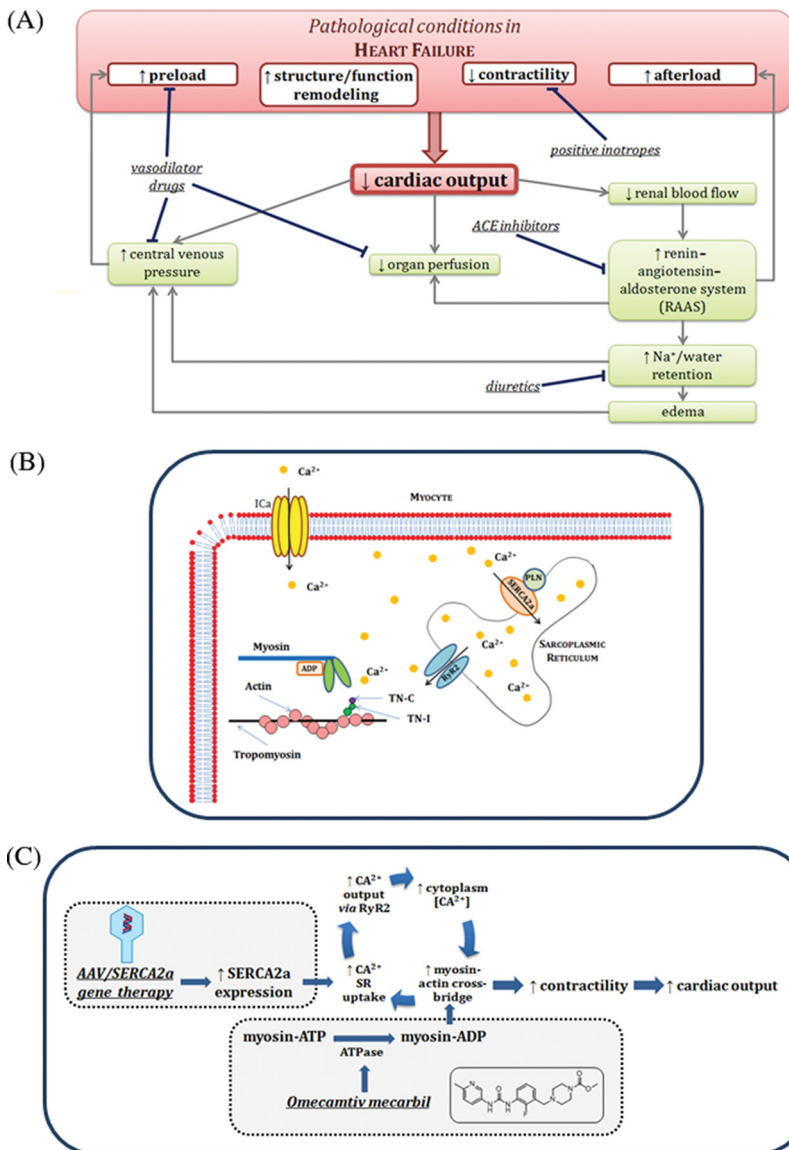 (A)
Pathological conditions in
HEART FAILURE
↑ preload
↑ structure/function
remodeling
↓ contractility
↑ afterload
vasodilator
drugs
positive inotropes
↓ cardiac output
↓ renal blood flow
ACE inhibitors
↑ central venous
pressure
↓ organ perfusion
↑ renin–
angiotensin–
aldosterone system
(RAAS)
↑ Na⁺/water
retention
diuretics
edema
(B)
Ca²⁺
ICa
MYOCYTE
Ca²⁺
Ca²⁺
PLN
SERCA2a
Ca²⁺
SARCOPLASMIC
RETICULUM
RyR2
Ca²⁺
Myosin
ADP
Ca²⁺
Actin
TN-C
TN-I
Tropomyosin
(C)
↑ CA²⁺
output
via RyR2
↑ cytoplasm
[CA²⁺]
AAV/SERCA2a
gene therapy
↑ SERCA2a
expression
↑ CA²⁺
SR
uptake
↑ myosin-
actin cross-
bridge
↑ contractility
↑ cardiac output
myosin-ATP
ATPase
myosin-ADP
Omecamtiv mecarbil
N
N
H
O
N
H
F
N
N
O
O